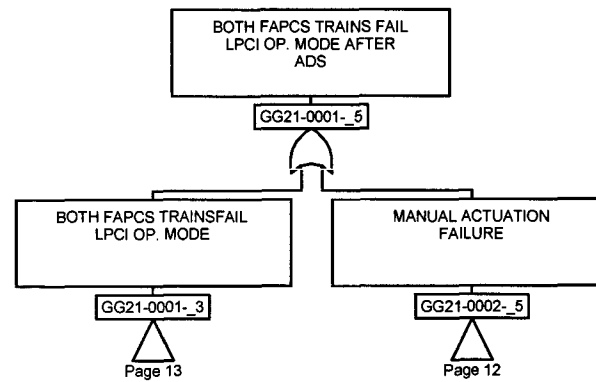 BOTH FAPCS TRAINS FAIL
LPCI OP. MODE AFTER
ADS
GG21-0001-_5
BOTH FAPCS TRAINSFAIL
LPCI OP. MODE
GG21-0001-_3
Page 13
MANUAL ACTUATION
FAILURE
GG21-0002-_5
Page 12